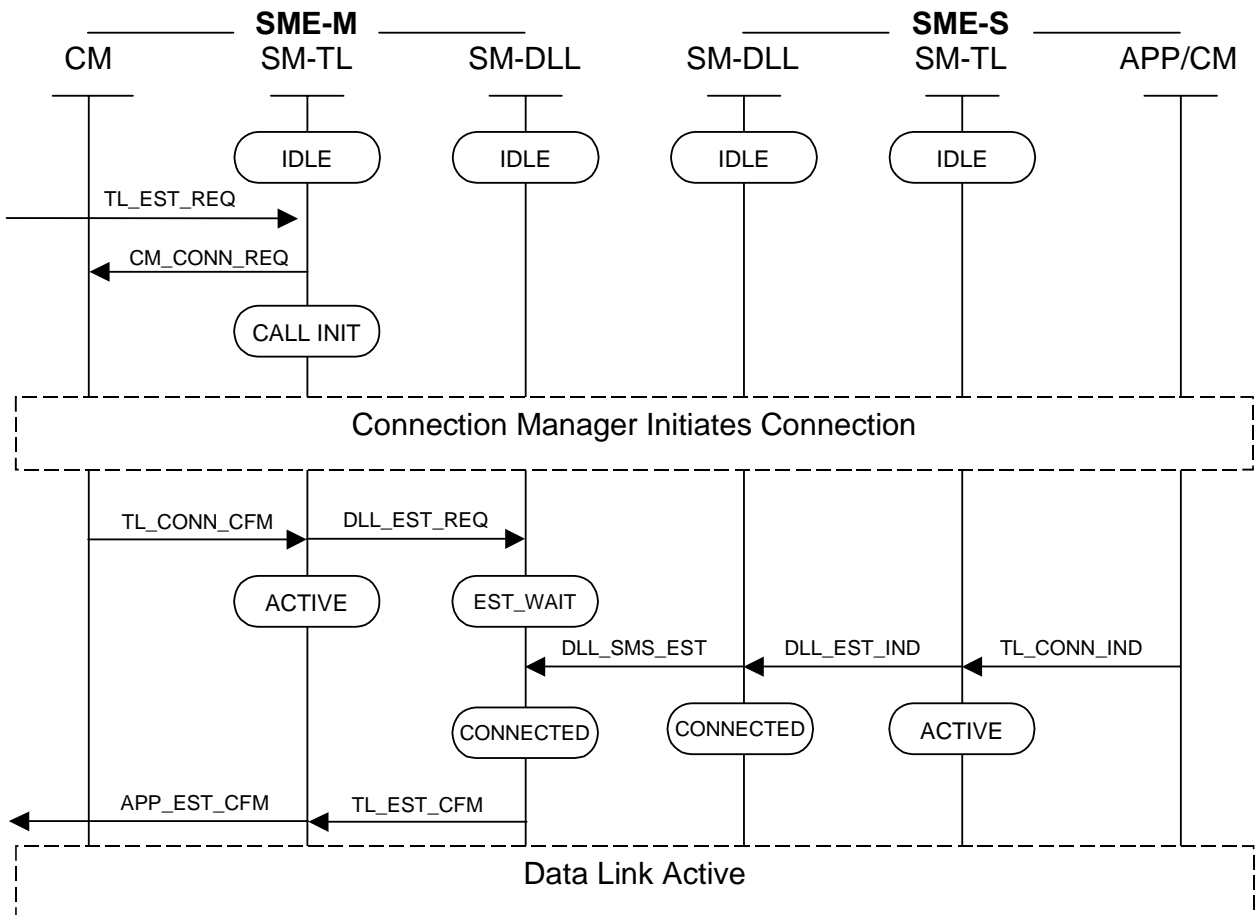 SME-M SME-S
CM SM-TL SM-DLL SM-DLL SM-TL APP/CM
IDLE IDLE IDLE IDLE
TL_EST_REQ
CM_CONN_REQ
CALL INIT
Connection Manager Initiates Connection
TL_CONN_CFM DLL_EST_REQ
ACTIVE EST_WAIT
DLL_SMS_EST DLL_EST_IND TL_CONN_IND
CONNECTED CONNECTED ACTIVE
APP_EST_CFM TL_EST_CFM
Data Link Active